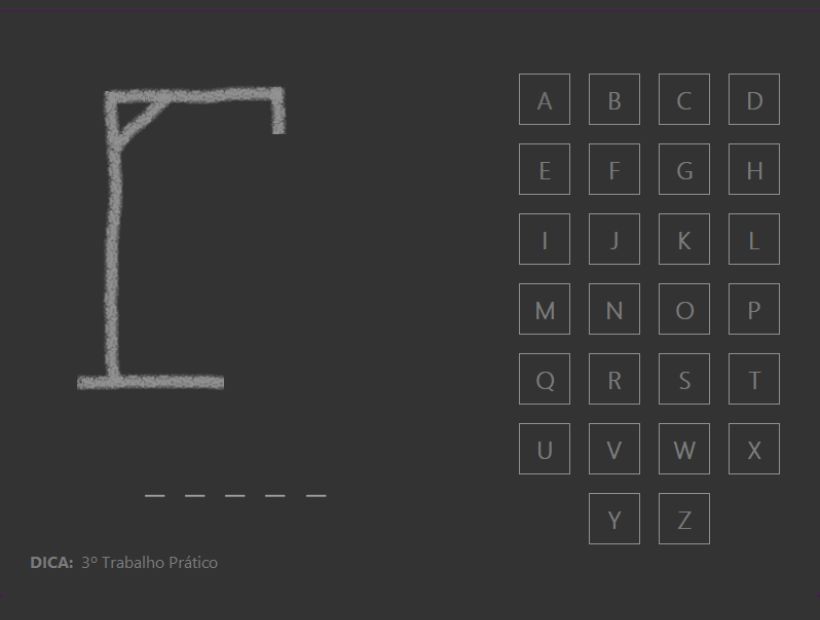 A B C D
E F G H
I J K L
M N O P
Q R S T
U V W X
Y Z
DICA: 3º Trabalho Prático